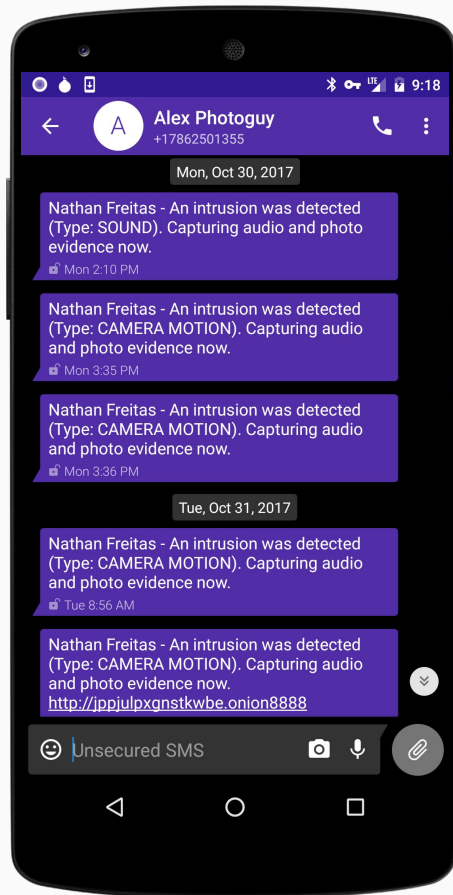 LTE 9:18
A
Alex Photoguy
+17862501355
Mon, Oct 30, 2017
Nathan Freitas - An intrusion was detected
(Type: SOUND). Capturing audio and photo
evidence now.
Mon 2:10 PM
Nathan Freitas - An intrusion was detected
(Type: CAMERA MOTION). Capturing audio
and photo evidence now.
Mon 3:35 PM
Nathan Freitas - An intrusion was detected
(Type: CAMERA MOTION). Capturing audio
and photo evidence now.
Mon 3:36 PM
Tue, Oct 31, 2017
Nathan Freitas - An intrusion was detected
(Type: CAMERA MOTION). Capturing audio
and photo evidence now.
Tue 8:56 AM
Nathan Freitas - An intrusion was detected
(Type: CAMERA MOTION). Capturing audio
and photo evidence now.
http://jppjulpxgnstkwbe.onion8888
Unsecured SMS